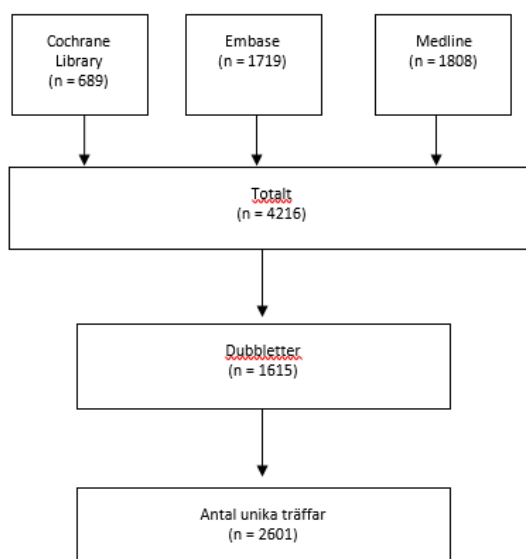 Cochrane
Library
(n = 689)
Embase
(n = 1719)
Medline
(n = 1808)
Totalt
(n = 4216)
Dubbletter
(n = 1615)
Antal unika träffar
(n = 2601)